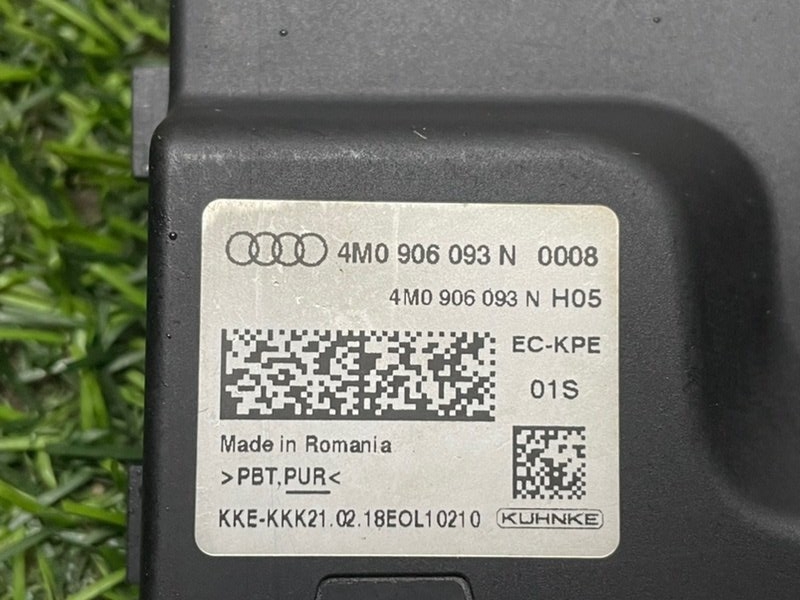 4M0 906 093 N 0008
4M0 906 093 N H05
EC-KPE
01S
Made in Romania
>PBT,PUR<
KKE-KKK21.02.18EOL10210 KUHNKE